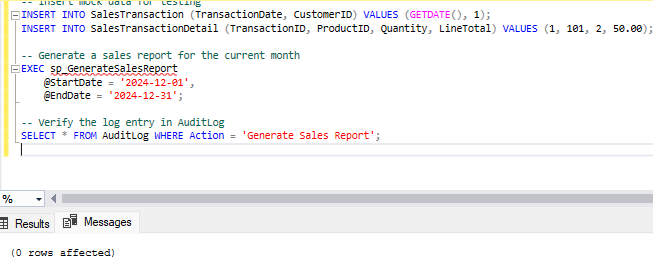 -- Insert mock data for testing
INSERT INTO SalesTransaction (TransactionDate, CustomerID) VALUES (GETDATE(), 1);
INSERT INTO SalesTransactionDetail (TransactionID, ProductID, Quantity, LineTotal) VALUES (1, 101, 2, 50.00);
-- Generate a sales report for the current month
EXEC sp_GenerateSalesReport
@StartDate = '2024-12-01',
@EndDate = '2024-12-31';
-- Verify the log entry in AuditLog
SELECT * FROM AuditLog WHERE Action = 'Generate Sales Report';
%
Results Messages
(0 rows affected)